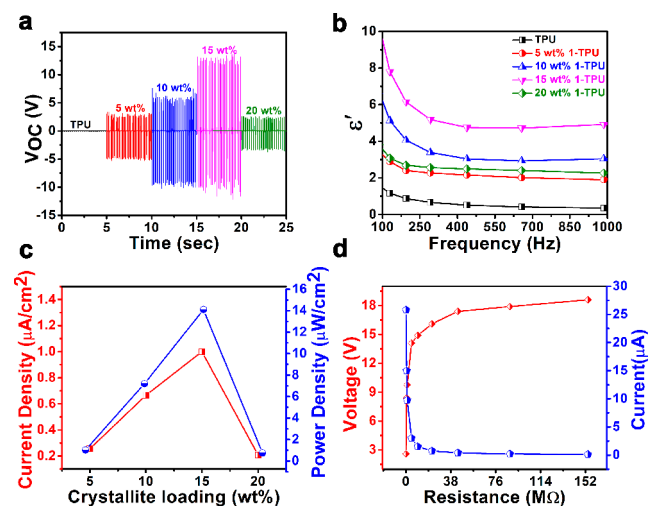 a
15 wt%
10 wt%
5 wt%
TPU
20 wt%
15
10
5
0
-5
-10
-15
VOC (V)
0
5
10
15
20
25
Time (sec)
b
TPU
5 wt% 1-TPU
10 wt% 1-TPU
15 wt% 1-TPU
20 wt% 1-TPU
10
8
6
4
2
0
ε′
100
250
400
550
700
850
1000
Frequency (Hz)
c
1.4
1.2
1.0
0.8
0.6
0.4
0.2
Current Density (μA/cm2)
16
14
12
10
8
6
4
2
0
Power Density (μW/cm2)
5
10
15
20
Crystallite loading (wt%)
d
18
15
12
9
6
3
Voltage (V)
30
25
20
15
10
5
0
Current(μA)
0
38
76
114
152
Resistance (MΩ)